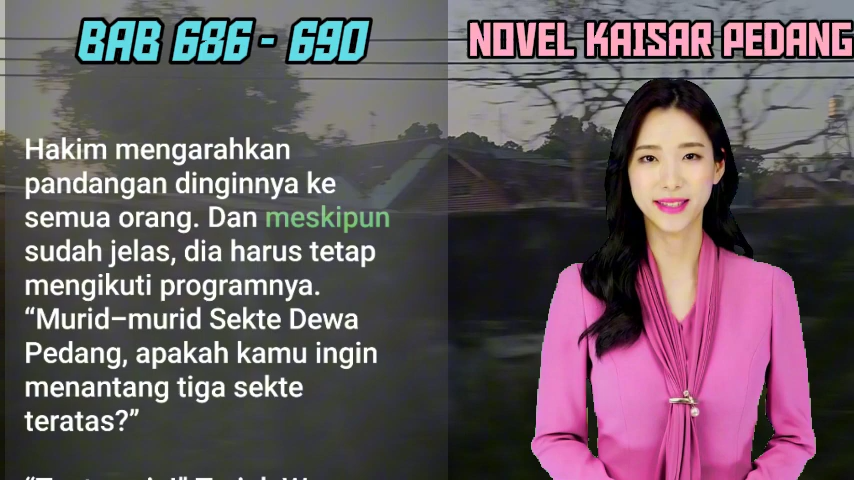 BAB 686 - 690
NOVEL KAISAR PEDANG
Hakim mengarahkan
pandangan dinginnya ke
semua orang. Dan meskipun
sudah jelas, dia harus tetap
mengikuti programnya.
“Murid–murid Sekte Dewa
Pedang, apakah kamu ingin
menantang tiga sekte
teratas?”